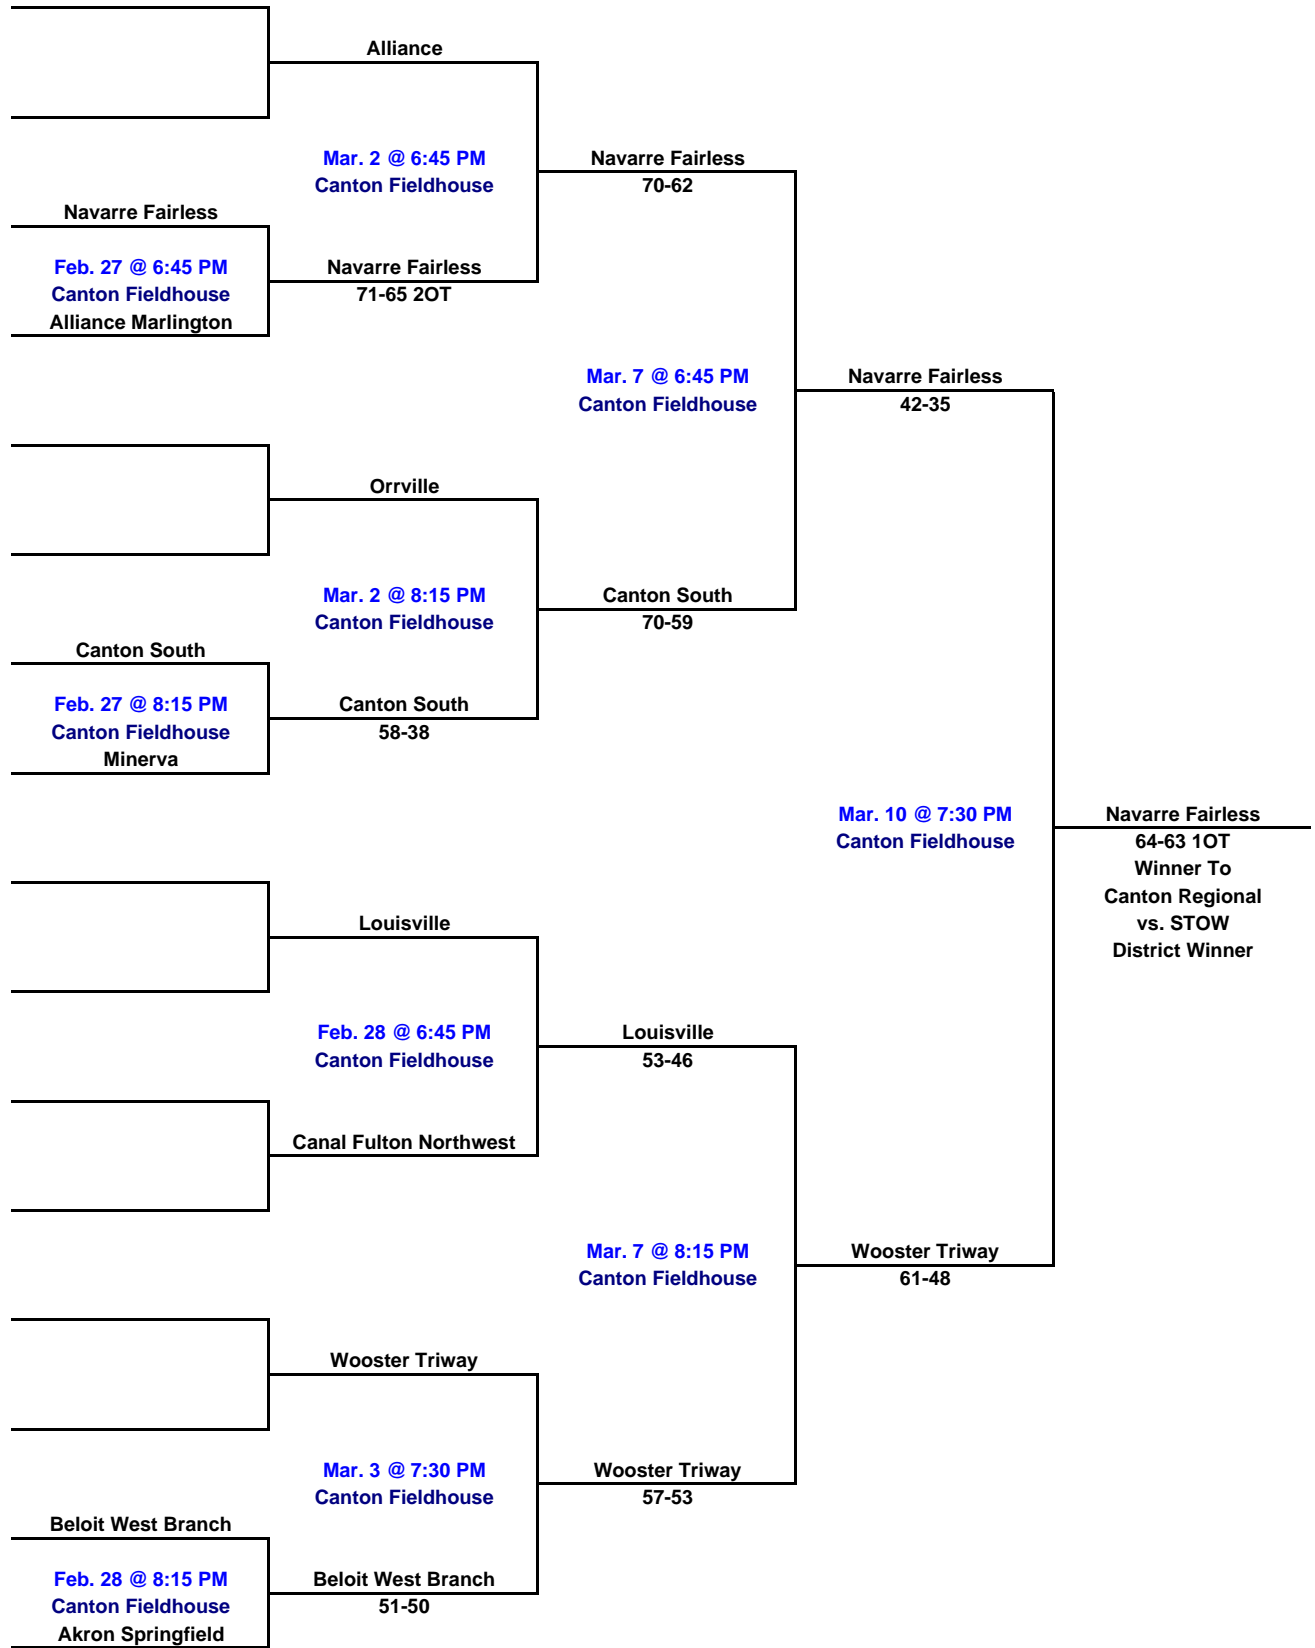 Alliance
Mar. 2 @ 6:45 PM
Canton Fieldhouse
Navarre Fairless
70-62
Navarre Fairless
Feb. 27 @ 6:45 PM
Canton Fieldhouse
Alliance Marlington
Navarre Fairless
71-65 2OT
Mar. 7 @ 6:45 PM
Canton Fieldhouse
Navarre Fairless
42-35
Orrville
Mar. 2 @ 8:15 PM
Canton Fieldhouse
Canton South
70-59
Canton South
Feb. 27 @ 8:15 PM
Canton Fieldhouse
Minerva
Canton South
58-38
Mar. 10 @ 7:30 PM
Canton Fieldhouse
Navarre Fairless
64-63 1OT
Winner To
Canton Regional
vs. STOW
District Winner
Louisville
Feb. 28 @ 6:45 PM
Canton Fieldhouse
Louisville
53-46
Canal Fulton Northwest
Mar. 7 @ 8:15 PM
Canton Fieldhouse
Wooster Triway
61-48
Wooster Triway
Mar. 3 @ 7:30 PM
Canton Fieldhouse
Wooster Triway
57-53
Beloit West Branch
Feb. 28 @ 8:15 PM
Canton Fieldhouse
Akron Springfield
Beloit West Branch
51-50